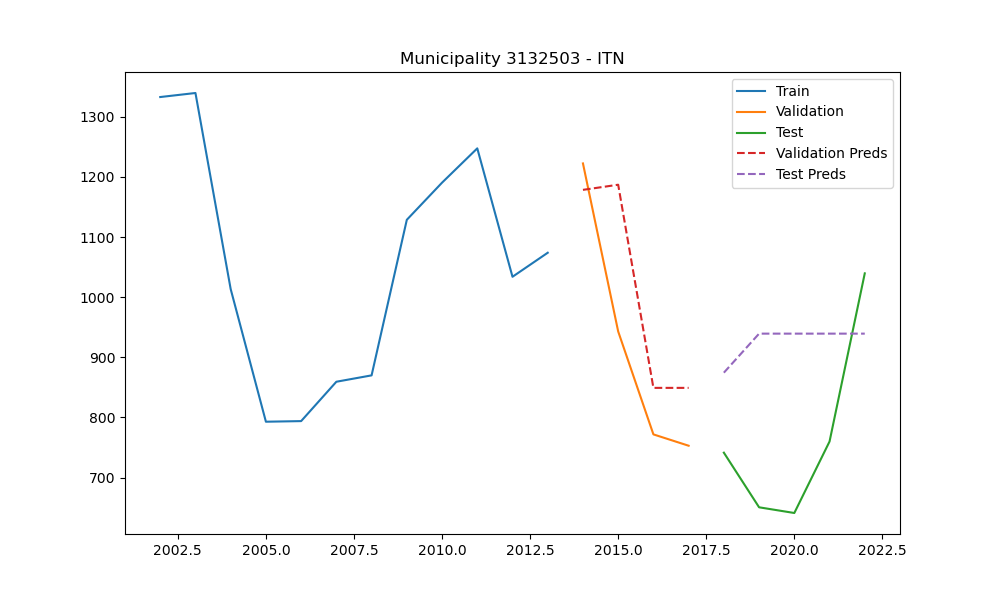 Municipality 3132503 - ITN
Train
Validation
Test
Validation Preds
Test Preds
1300
1200
1100
1000
900
800
700
2002.5 2005.0 2007.5 2010.0 2012.5 2015.0 2017.5 2020.0 2022.5